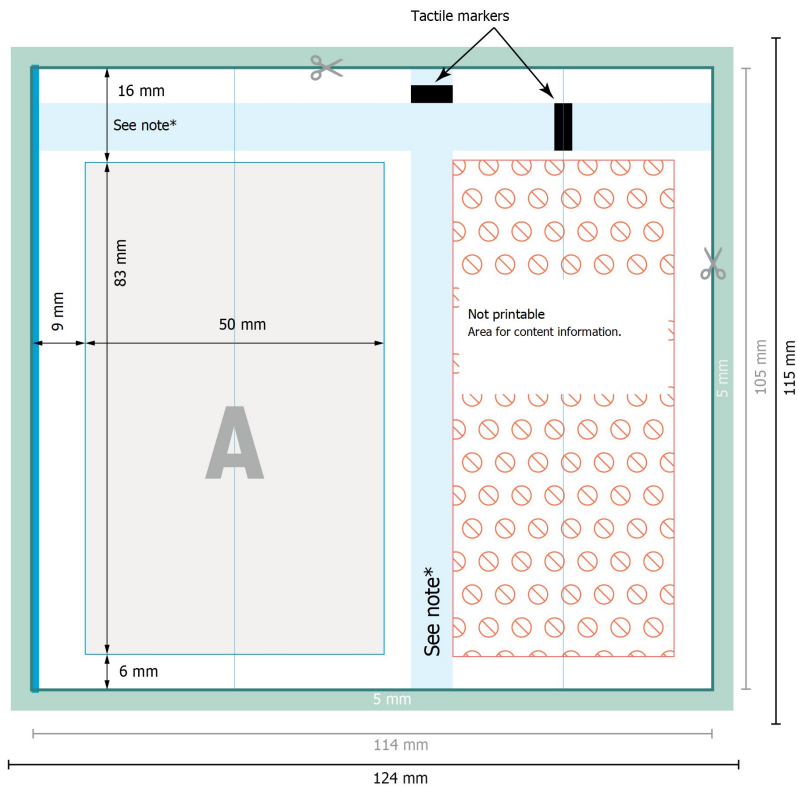 Tactile markers
16 mm
See note*
83 mm
9 mm
50 mm
Not printable
Area for content information.
A
See note*
6 mm
5 mm
5 mm
105 mm
115 mm
114 mm
124 mm